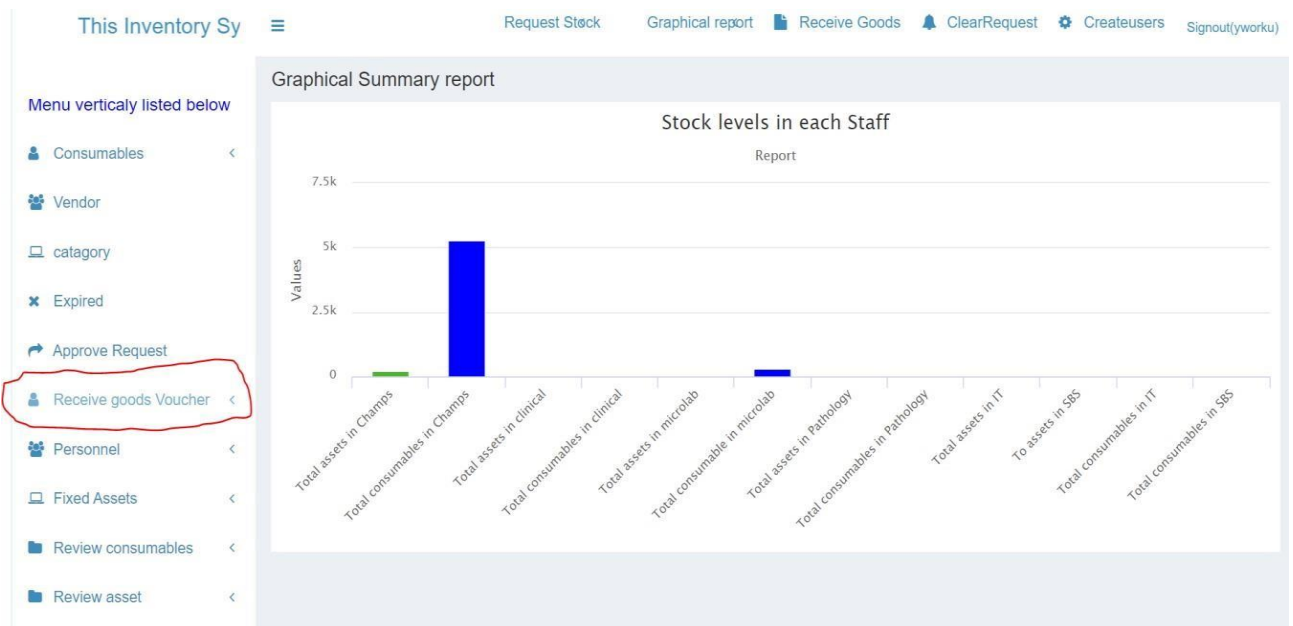 This Inventory Sy
Request Stock
Graphical report
Receive Goods
ClearRequest
Createusers
Signout(yworku)
Menu verticaly listed below
Consumables
Vendor
catagory
Expired
Approve Request
Receive goods Voucher
Personnel
Fixed Assets
Review consumables
Review asset
Graphical Summary report
Stock levels in each Staff
Report
Values
7.5k
5k
2.5k
0
Total assets in Champs
Total consumables in Champs
Total assets in clinical
Total consumables in clinical
Total assets in microlab
Total consumable in microlab
Total assets in Pathology
Total consumables in Pathology
Total assets in IT
To assets in SBS
Total consumables in IT
Total consumables in SBS